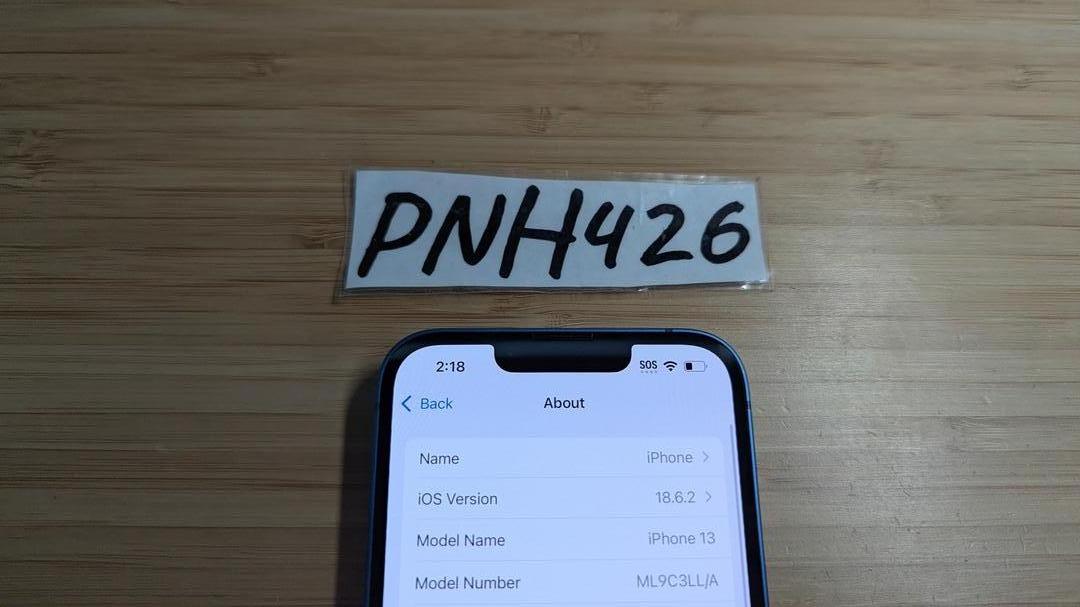 PNH426
2:18 SOS
Back About
Name iPhone
iOS Version 18.6.2
Model Name iPhone 13
Model Number ML9C3LL/A